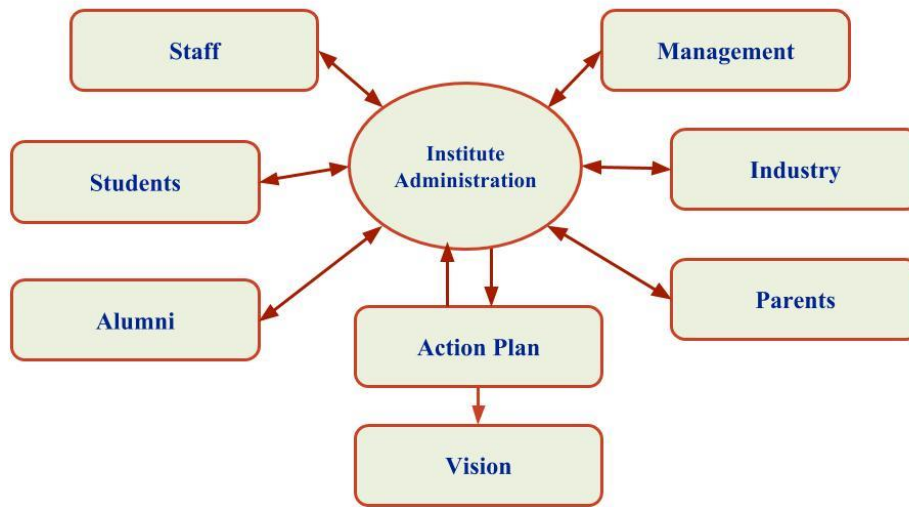 Staff
Management
Institute
Administration
Students
Industry
Alumni
Parents
Action Plan
Vision